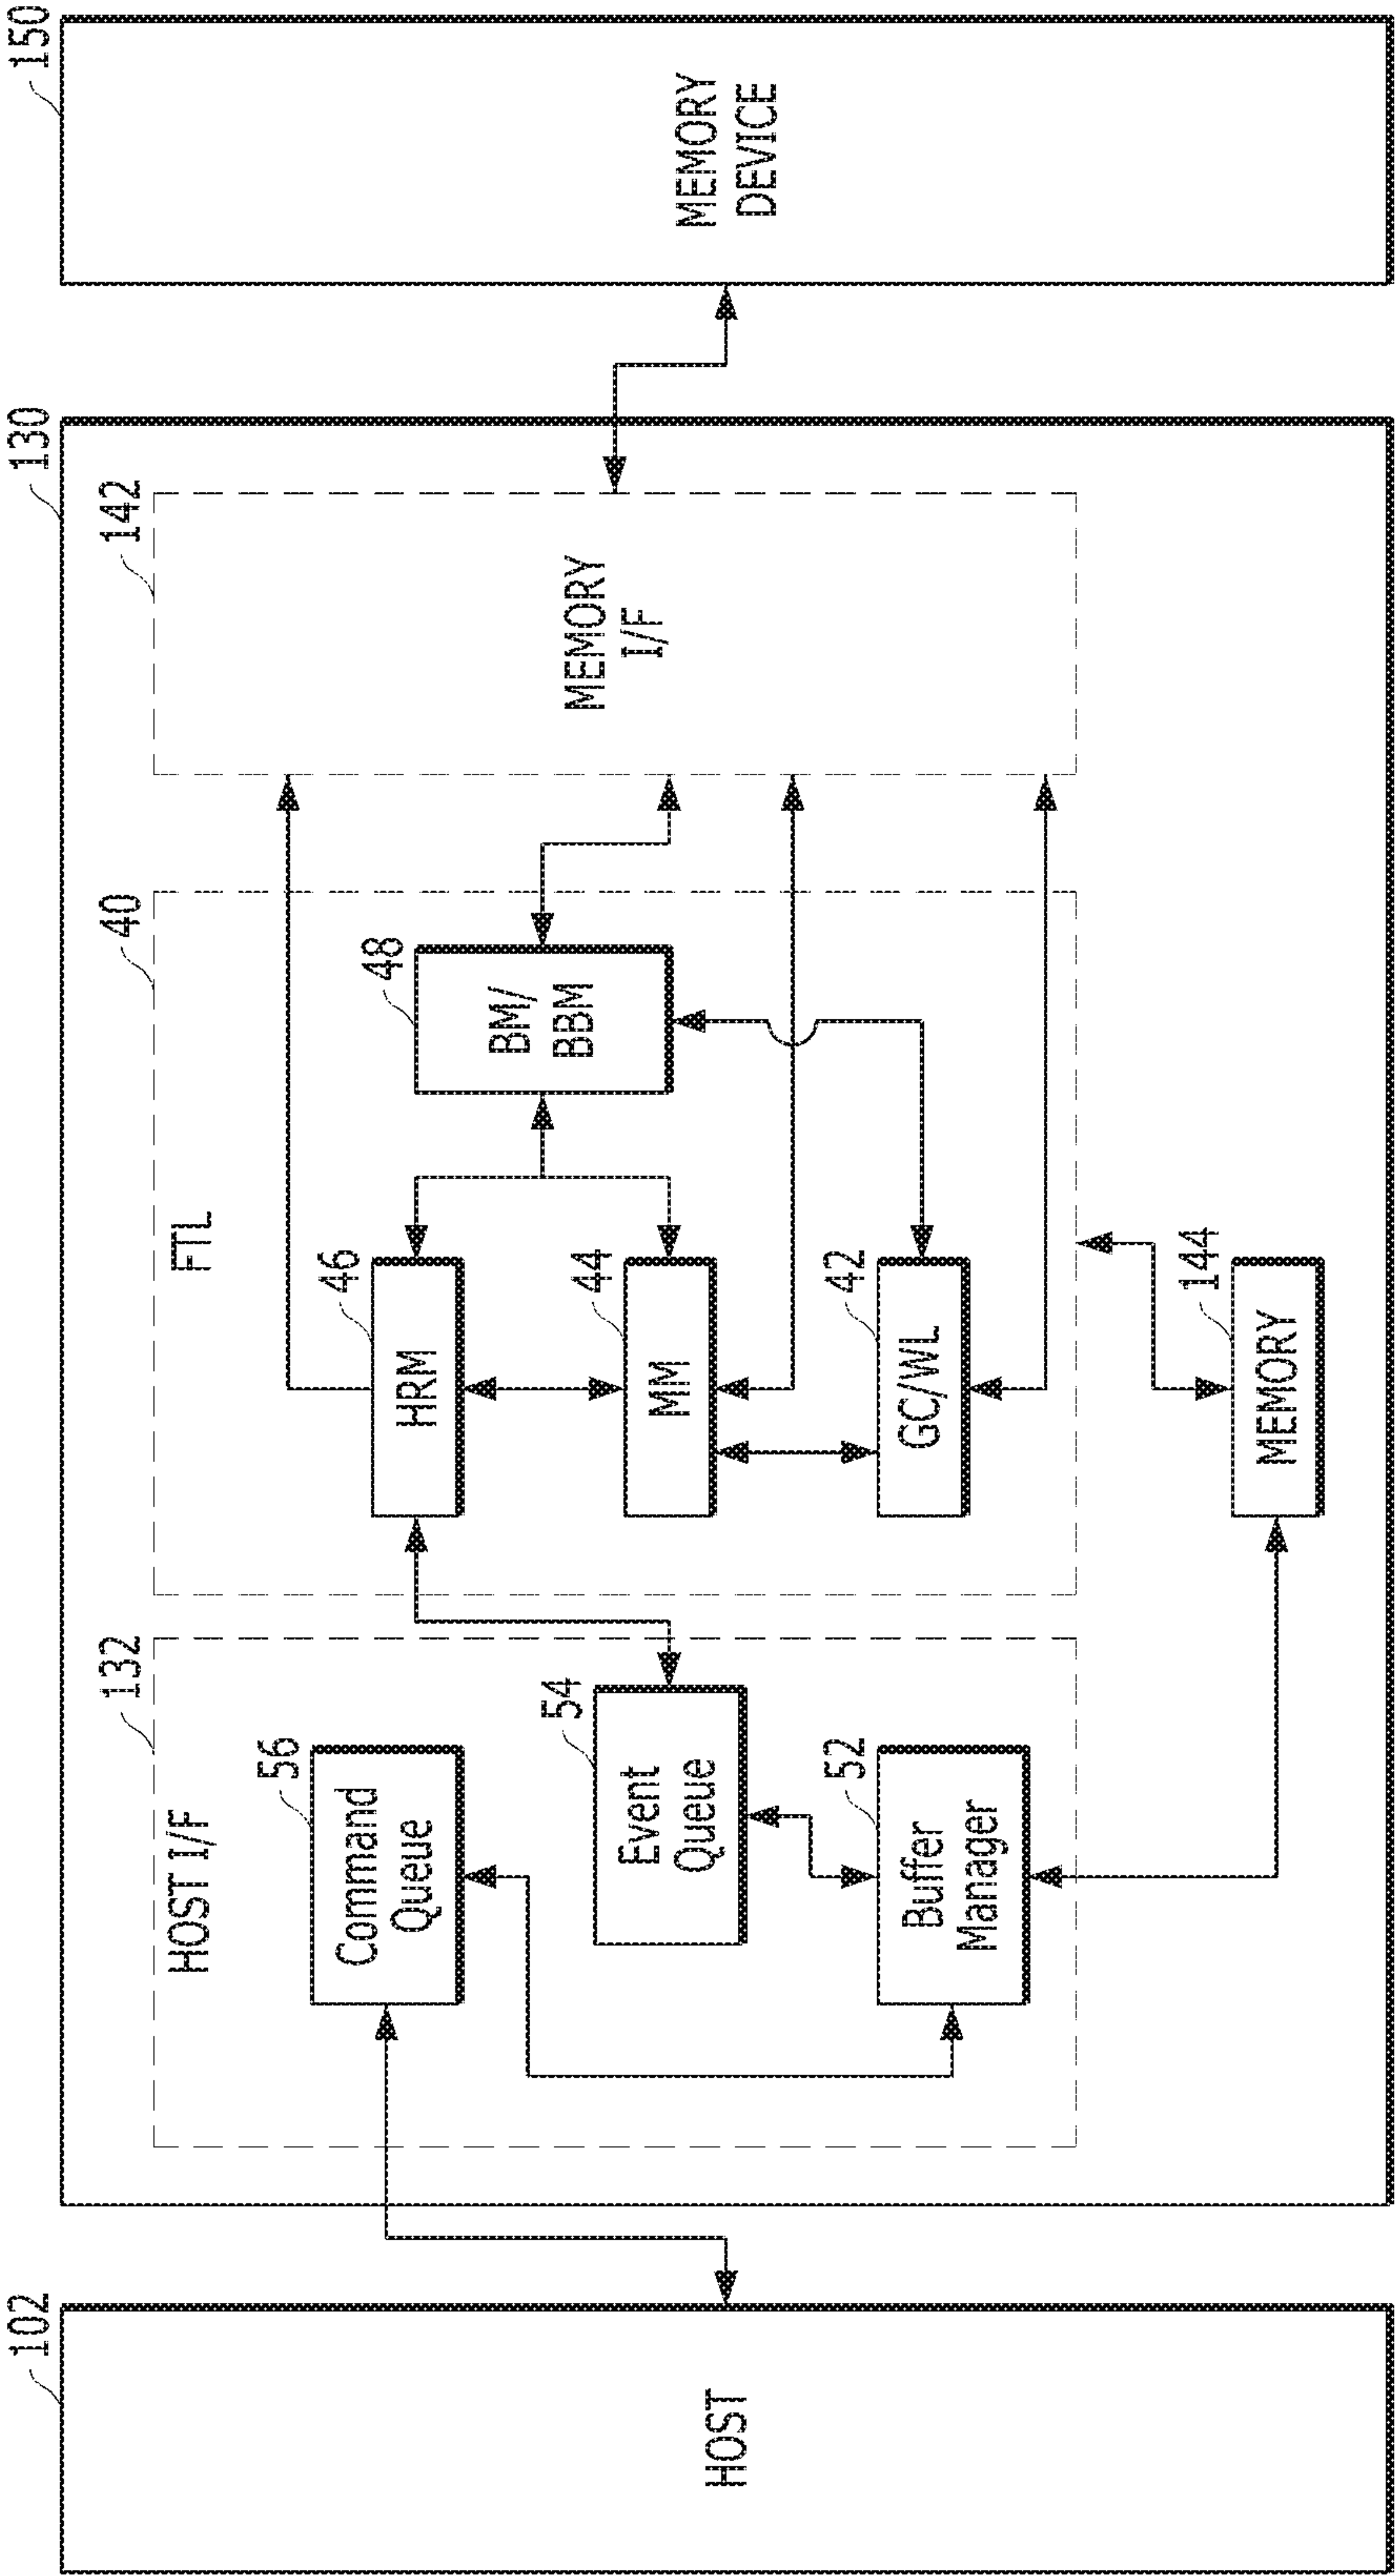 102
HOST
130
132
HOST I/F
56
Command
Queue
54
Event
Queue
52
Buffer
Manager
40
FTL
46
HRM
44
MM
42
GC/WL
48
BM/
BBM
144
MEMORY
142
MEMORY
I/F
150
MEMORY
DEVICE